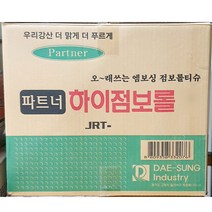 우리강산 더 맑게 더 푸르게
Partner
오~래쓰는 엠보싱 점보롤티슈
파트너 하이점보롤
JRT-
DAE-SUNG
Industry